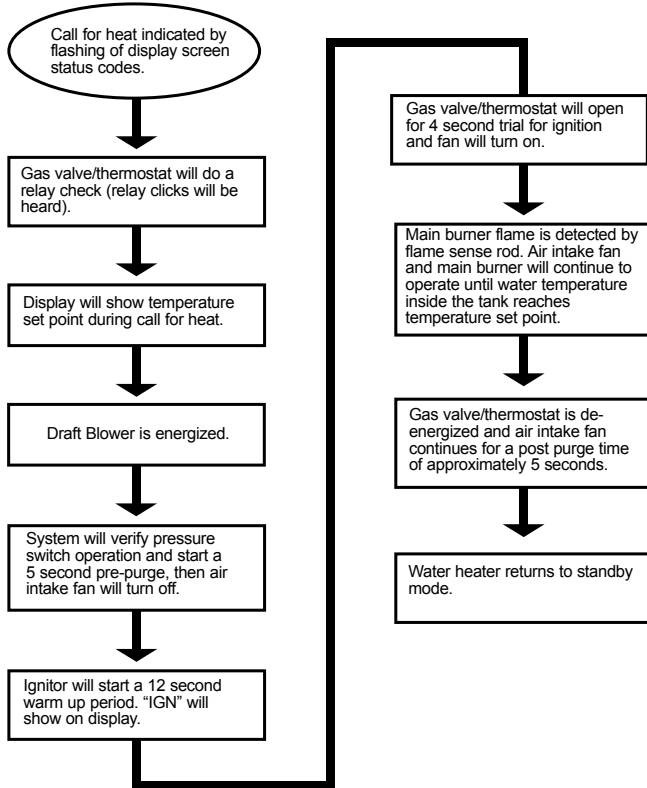 Call for heat indicated by
flashing of display screen
status codes.
Gas valve/thermostat will do a
relay check (relay clicks will be
heard).
Display will show temperature
set point during call for heat.
Draft Blower is energized.
System will verify pressure
switch operation and start a
5 second pre-purge, then air
intake fan will turn off.
Ignitor will start a 12 second
warm up period. “IGN” will
show on display.
Gas valve/thermostat will open
for 4 second trial for ignition
and fan will turn on.
Main burner flame is detected by
flame sense rod. Air intake fan
and main burner will continue to
operate until water temperature
inside the tank reaches
temperature set point.
Gas valve/thermostat is de-
energized and air intake fan
continues for a post purge time
of approximately 5 seconds.
Water heater returns to standby
mode.